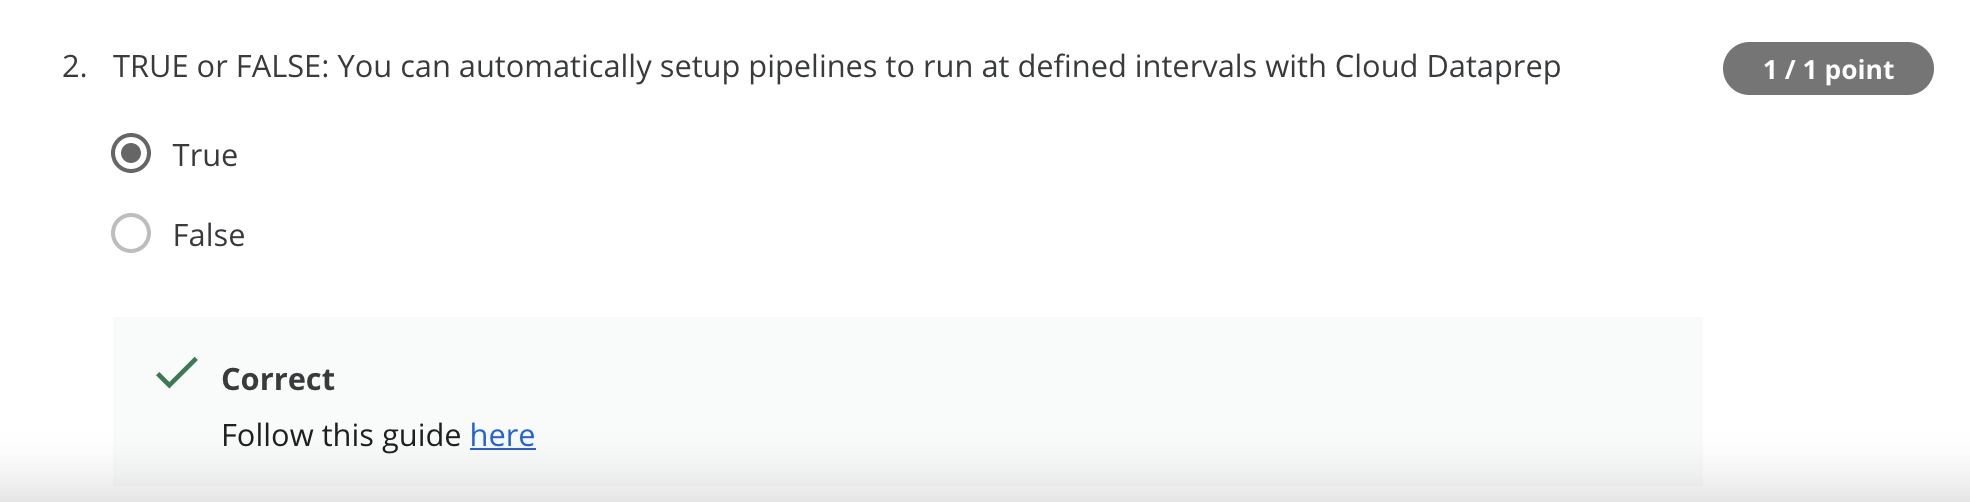 2. TRUE or FALSE: You can automatically setup pipelines to run at defined intervals with Cloud Dataprep
1 / 1 point
True
False
Correct
Follow this guide here